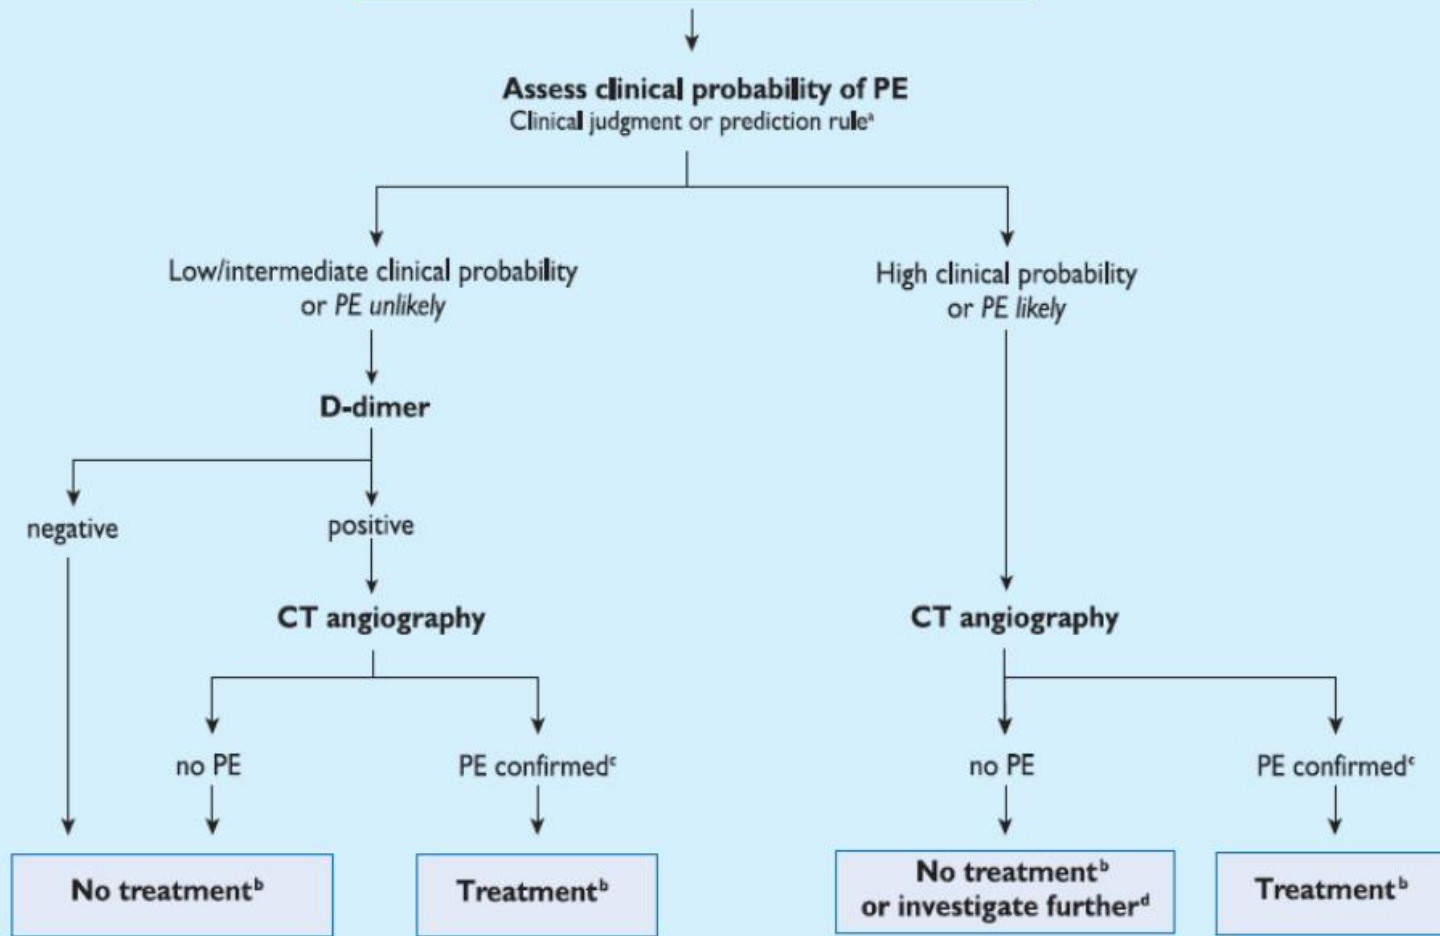 Assess clinical probability of PE
Clinical judgment or prediction ruleᵃ
Low/intermediate clinical probability
or PE unlikely
High clinical probability
or PE likely
D-dimer
negative
positive
CT angiography
CT angiography
no PE
PE confirmedᶜ
no PE
PE confirmedᶜ
No treatmentᵇ
Treatmentᵇ
No treatmentᵇ
or investigate furtherᵈ
Treatmentᵇ